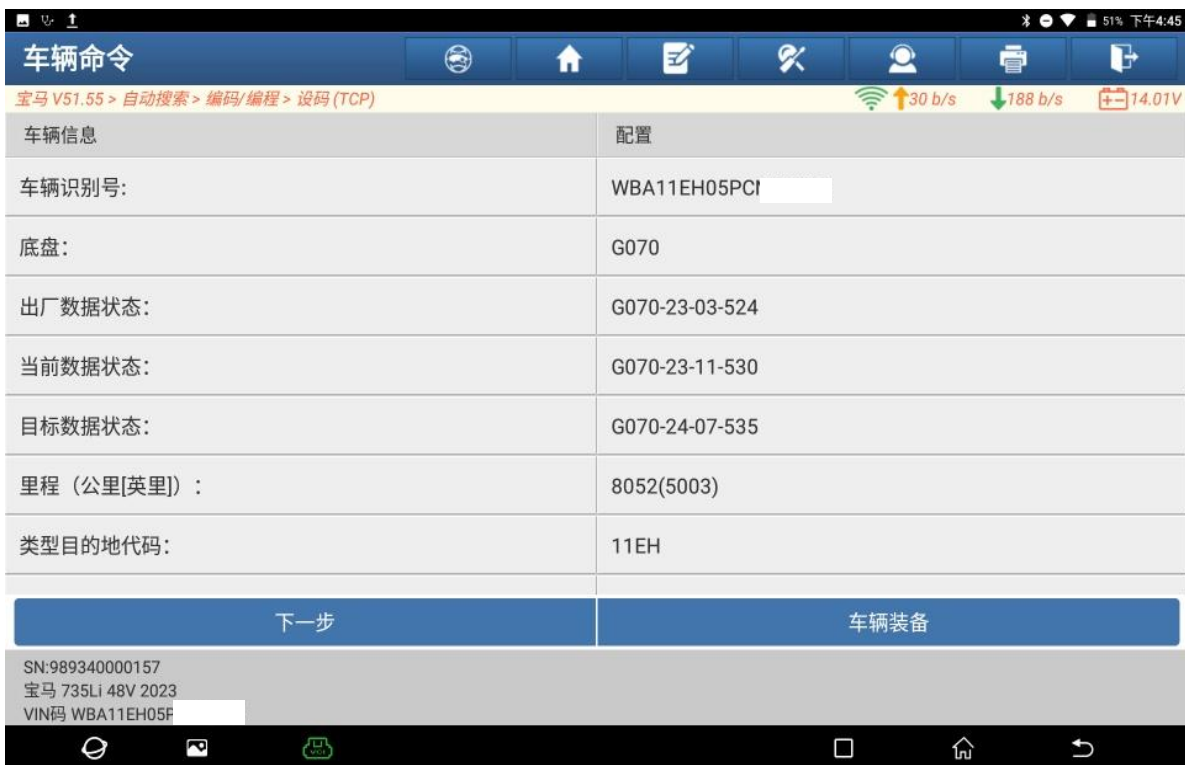 51% 下午4:45
车辆命令
宝马 V51.55 > 自动搜索 > 编码/编程 > 设码 (TCP) 30 b/s 188 b/s 14.01V
车辆信息 配置
车辆识别号: WBA11EH05PC
底盘: G070
出厂数据状态: G070-23-03-524
当前数据状态: G070-23-11-530
目标数据状态: G070-24-07-535
里程（公里[英里]）: 8052(5003)
类型目的地代码: 11EH
下一步 车辆装备
SN:989340000157
宝马 735Li 48V 2023
VIN码 WBA11EH05P
VCI